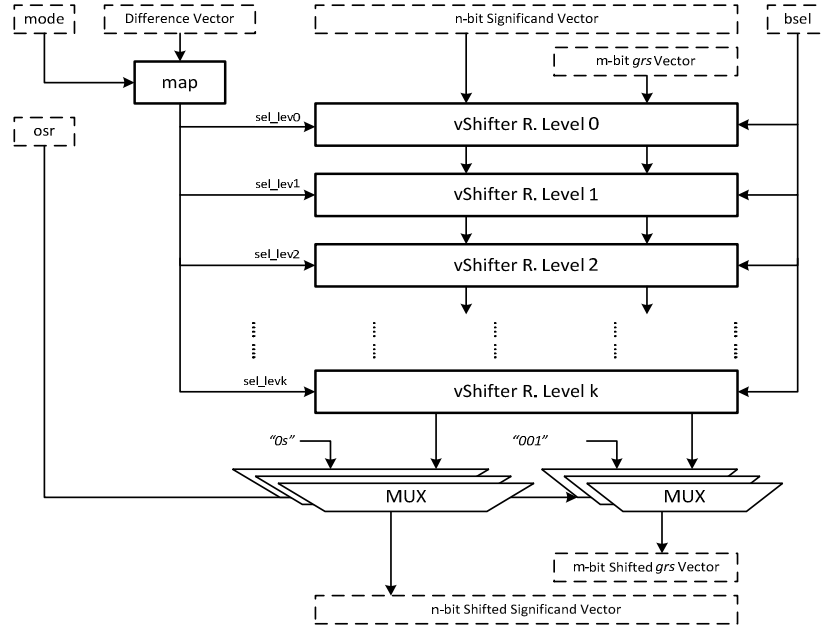 mode
Difference Vector
n-bit Significand Vector
bsel
m-bit grs Vector
map
osr
sel_lev0
vShifter R. Level 0
sel_lev1
vShifter R. Level 1
sel_lev2
vShifter R. Level 2
sel_levk
vShifter R. Level k
“0s”
“001”
MUX
MUX
m-bit Shifted grs Vector
n-bit Shifted Significand Vector